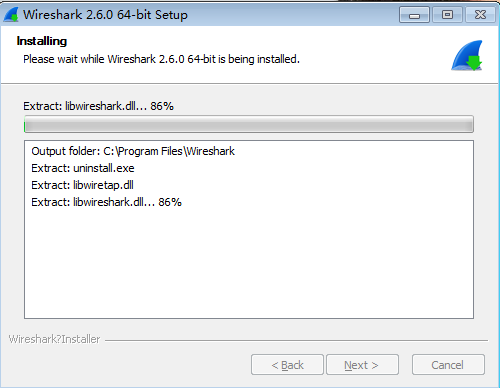 Wireshark 2.6.0 64-bit Setup
Installing
Please wait while Wireshark 2.6.0 64-bit is being installed.
Extract: libwireshark.dll... 86%
Output folder: C:\Program Files\Wireshark
Extract: uninstall.exe
Extract: libwiretap.dll
Extract: libwireshark.dll... 86%
Wireshark?Installer
< Back Next > Cancel